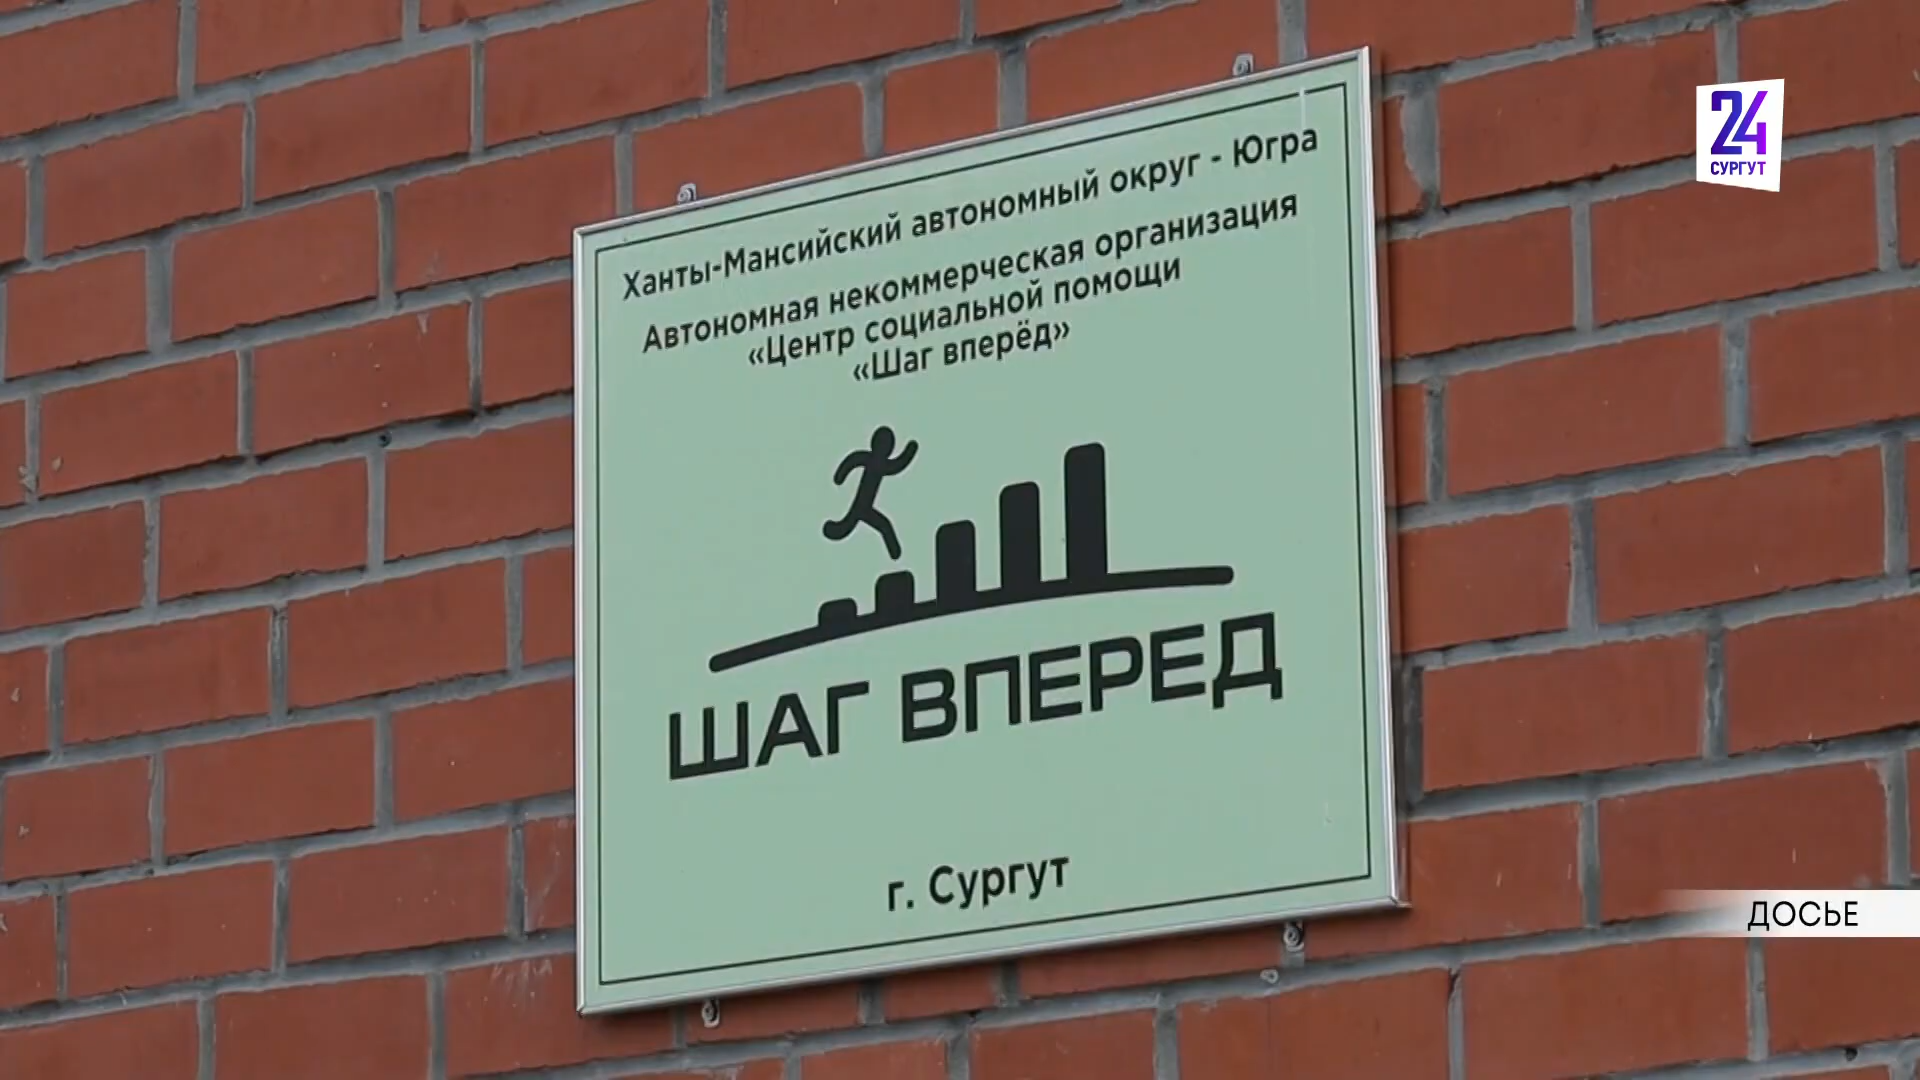 24
СУРГУТ
Ханты-Мансийский автономный округ - Югра
Автономная некоммерческая организация
«Центр социальной помощи
«Шаг вперёд»
ШАГ ВПЕРЕД
г. Сургут
ДОСЬЕ